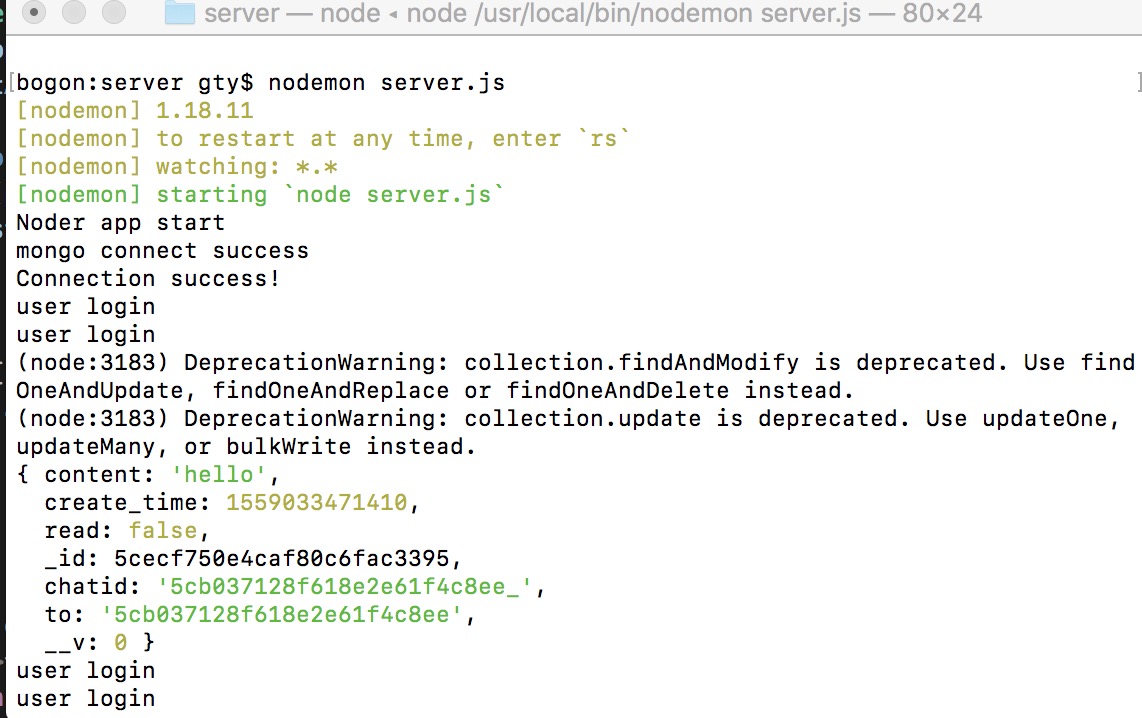 server — node ◂ node /usr/local/bin/nodemon server.js — 80×24
[bogon:server gty$ nodemon server.js ]
[nodemon] 1.18.11
[nodemon] to restart at any time, enter `rs`
[nodemon] watching: *.*
[nodemon] starting `node server.js`
Noder app start
mongo connect success
Connection success!
user login
user login
(node:3183) DeprecationWarning: collection.findAndModify is deprecated. Use find
OneAndUpdate, findOneAndReplace or findOneAndDelete instead.
(node:3183) DeprecationWarning: collection.update is deprecated. Use updateOne,
updateMany, or bulkWrite instead.
{ content: 'hello',
create_time: 1559033471410,
read: false,
_id: 5cecf750e4caf80c6fac3395,
chatid: '5cb037128f618e2e61f4c8ee_',
to: '5cb037128f618e2e61f4c8ee',
__v: 0 }
user login
user login